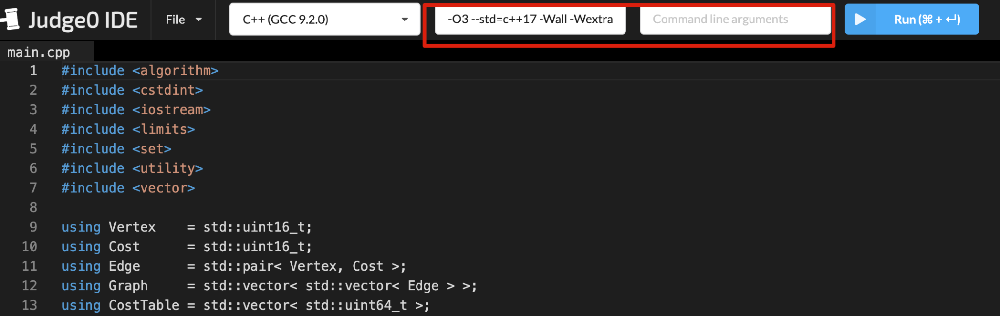 Judge0 IDE File C++ (GCC 9.2.0) -O3 --std=c++17 -Wall -Wextra Command line arguments Run (⌘ + ↵)
main.cpp
1 #include <algorithm>
2 #include <cstdint>
3 #include <iostream>
4 #include <limits>
5 #include <set>
6 #include <utility>
7 #include <vector>
8
9 using Vertex    = std::uint16_t;
10 using Cost      = std::uint16_t;
11 using Edge      = std::pair< Vertex, Cost >;
12 using Graph     = std::vector< std::vector< Edge > >;
13 using CostTable = std::vector< std::uint64_t >;